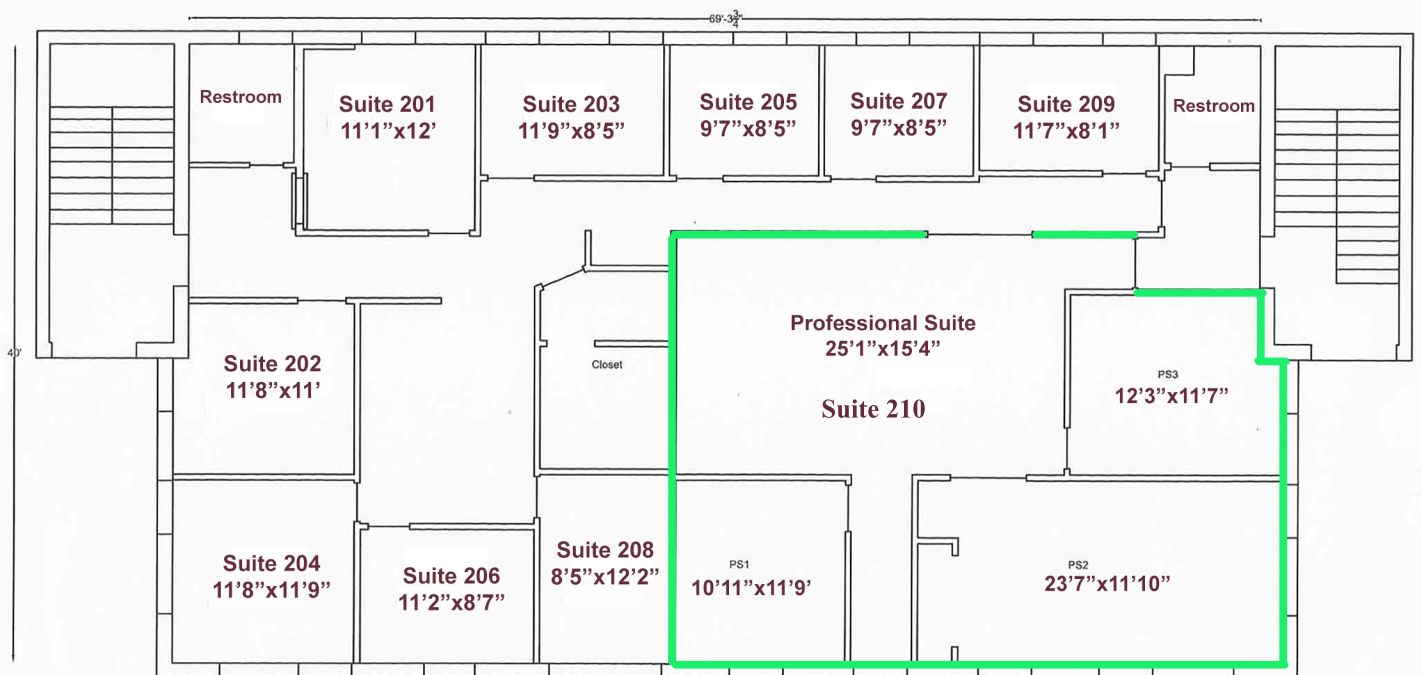 69'-3¾"
Restroom
Suite 201
11’1”x12’
Suite 203
11’9”x8’5”
Suite 205
9’7”x8’5”
Suite 207
9’7”x8’5”
Suite 209
11’7”x8’1”
Restroom
40'
Suite 202
11’8”x11’
Closet
Professional Suite
25’1”x15’4”
Suite 210
PS3
12’3”x11’7”
Suite 204
11’8”x11’9”
Suite 206
11’2”x8’7”
Suite 208
8’5”x12’2”
PS1
10’11”x11’9’
PS2
23’7”x11’10”